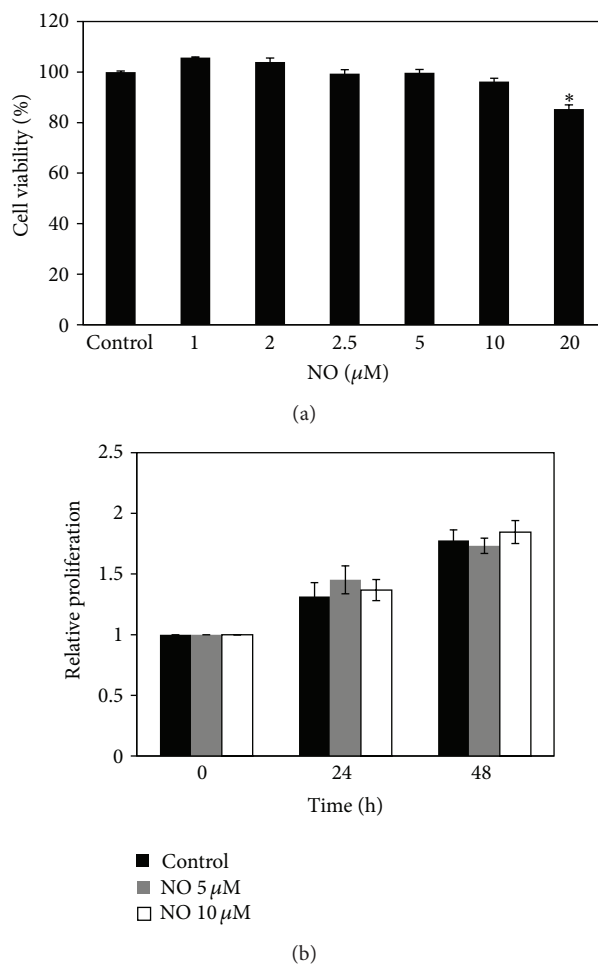 120
100
80
60
40
20
0
Cell viability (%)
*
Control 1 2 2.5 5 10 20
NO (μM)
(a)
2.5
2
1.5
1
0.5
0
Relative proliferation
0 24 48
Time (h)
Control
NO 5 μM
NO 10 μM
(b)